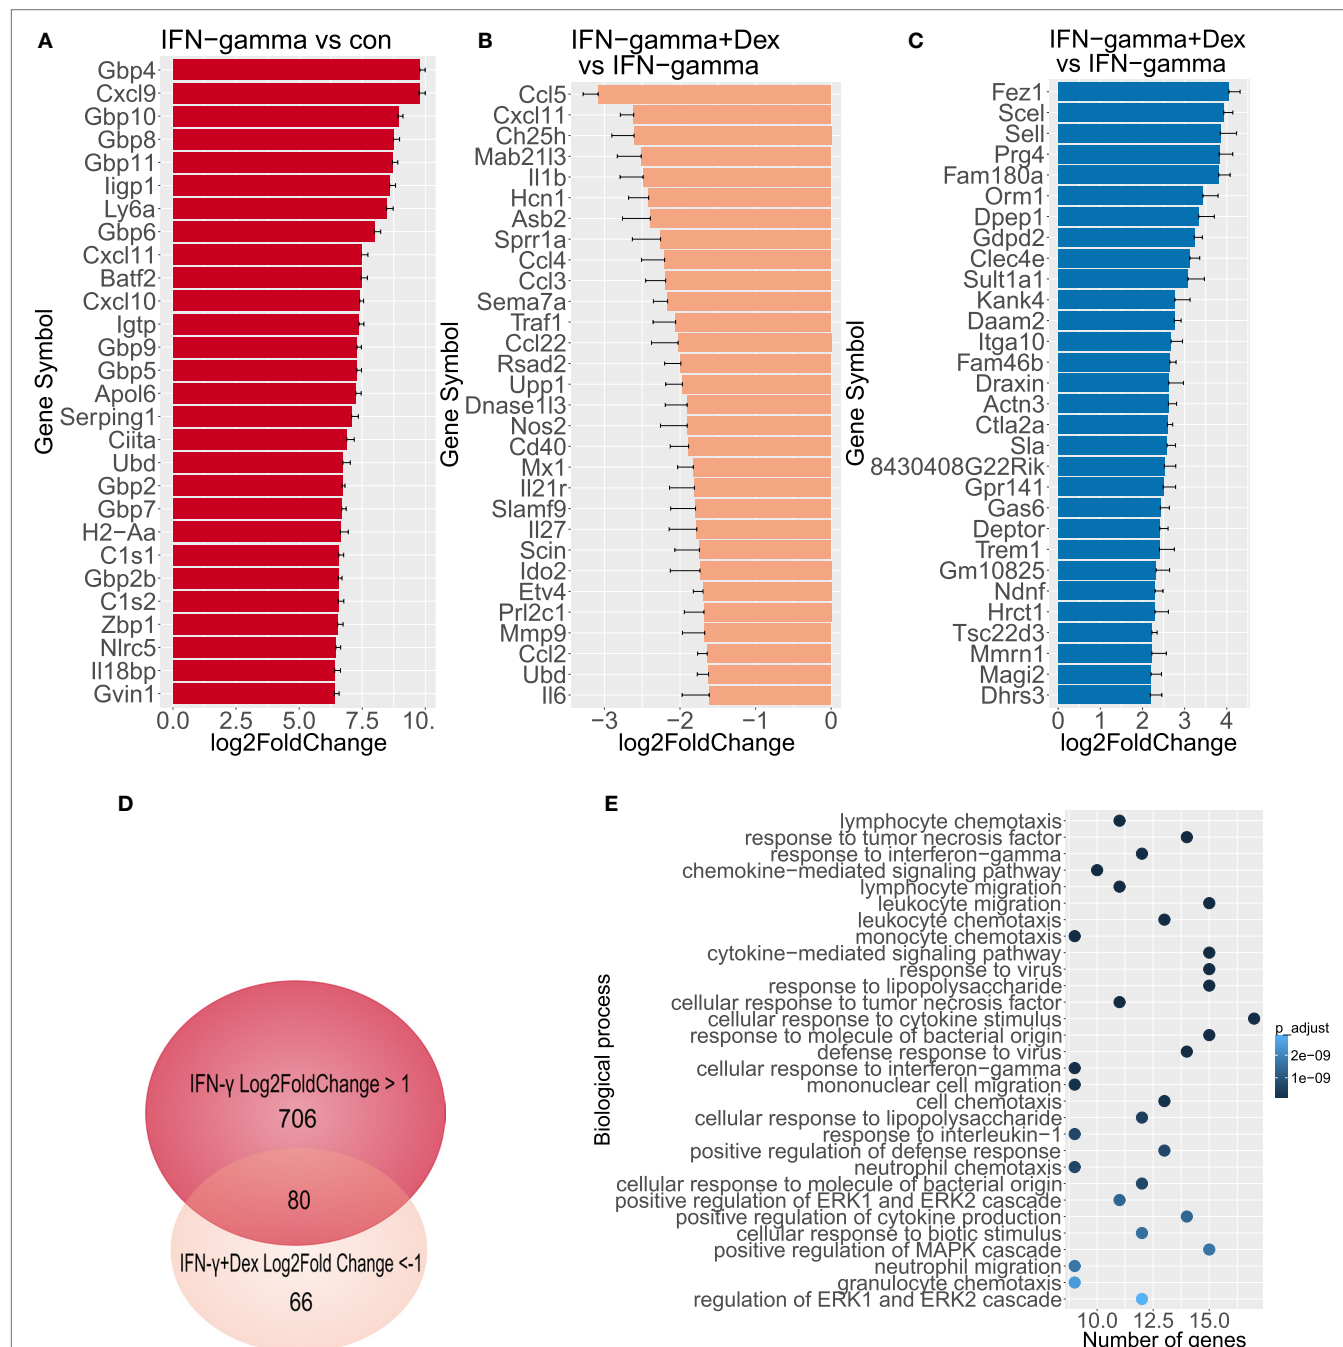 A
IFN−gamma vs con
Gene Symbol
Gbp4
Cxcl9
Gbp10
Gbp8
Gbp11
Iigp1
Ly6a
Gbp6
Cxcl11
Batf2
Cxcl10
Igtp
Gbp9
Gbp5
Apol6
Serping1
Ciita
Ubd
Gbp2
Gbp7
H2−Aa
C1s1
Gbp2b
C1s2
Zbp1
Nlrc5
Il18bp
Gvin1
0.0 2.5 5.0 7.5 10.
log2FoldChange
B
IFN−gamma+Dex
vs IFN−gamma
Gene Symbol
Ccl5
Cxcl11
Ch25h
Mab21l3
Il1b
Hcn1
Asb2
Sprr1a
Ccl4
Ccl3
Sema7a
Traf1
Ccl22
Rsad2
Upp1
Dnase1l3
Nos2
Cd40
Mx1
Il21r
Slamf9
Il27
Scin
Ido2
Etv4
Prl2c1
Mmp9
Ccl2
Ubd
Il6
−3 −2 −1 0
log2FoldChange
C
IFN−gamma+Dex
vs IFN−gamma
Gene Symbol
Fez1
Scel
Sell
Prg4
Fam180a
Orm1
Dpep1
Gdpd2
Clec4e
Sult1a1
Kank4
Daam2
Itga10
Fam46b
Draxin
Actn3
Ctla2a
Sla
8430408G22Rik
Gpr141
Gas6
Deptor
Trem1
Gm10825
Ndnf
Hrct1
Tsc22d3
Mmrn1
Magi2
Dhrs3
0 1 2 3 4
log2FoldChange
D
IFN-γ Log2FoldChange > 1
706
80
IFN-γ+Dex Log2Fold Change <-1
66
E
Biological process
lymphocyte chemotaxis
response to tumor necrosis factor
response to interferon−gamma
chemokine−mediated signaling pathway
lymphocyte migration
leukocyte migration
leukocyte chemotaxis
monocyte chemotaxis
cytokine−mediated signaling pathway
response to virus
response to lipopolysaccharide
cellular response to tumor necrosis factor
cellular response to cytokine stimulus
response to molecule of bacterial origin
defense response to virus
cellular response to interferon−gamma
mononuclear cell migration
cell chemotaxis
cellular response to lipopolysaccharide
response to interleukin−1
positive regulation of defense response
neutrophil chemotaxis
cellular response to molecule of bacterial origin
positive regulation of ERK1 and ERK2 cascade
positive regulation of cytokine production
cellular response to biotic stimulus
positive regulation of MAPK cascade
neutrophil migration
granulocyte chemotaxis
regulation of ERK1 and ERK2 cascade
10.0 12.5 15.0
Number of genes
p_adjust
2e−09
1e−09